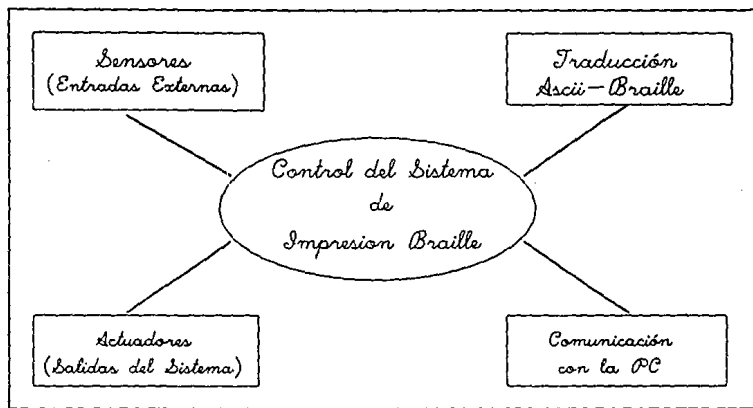 Sensores
(Entradas Externas)
Traducción
Ascii-Braille
Control del Sistema
de
Impresion Braille
Actuadores
(Salidas del Sistema)
Comunicación
con la PC